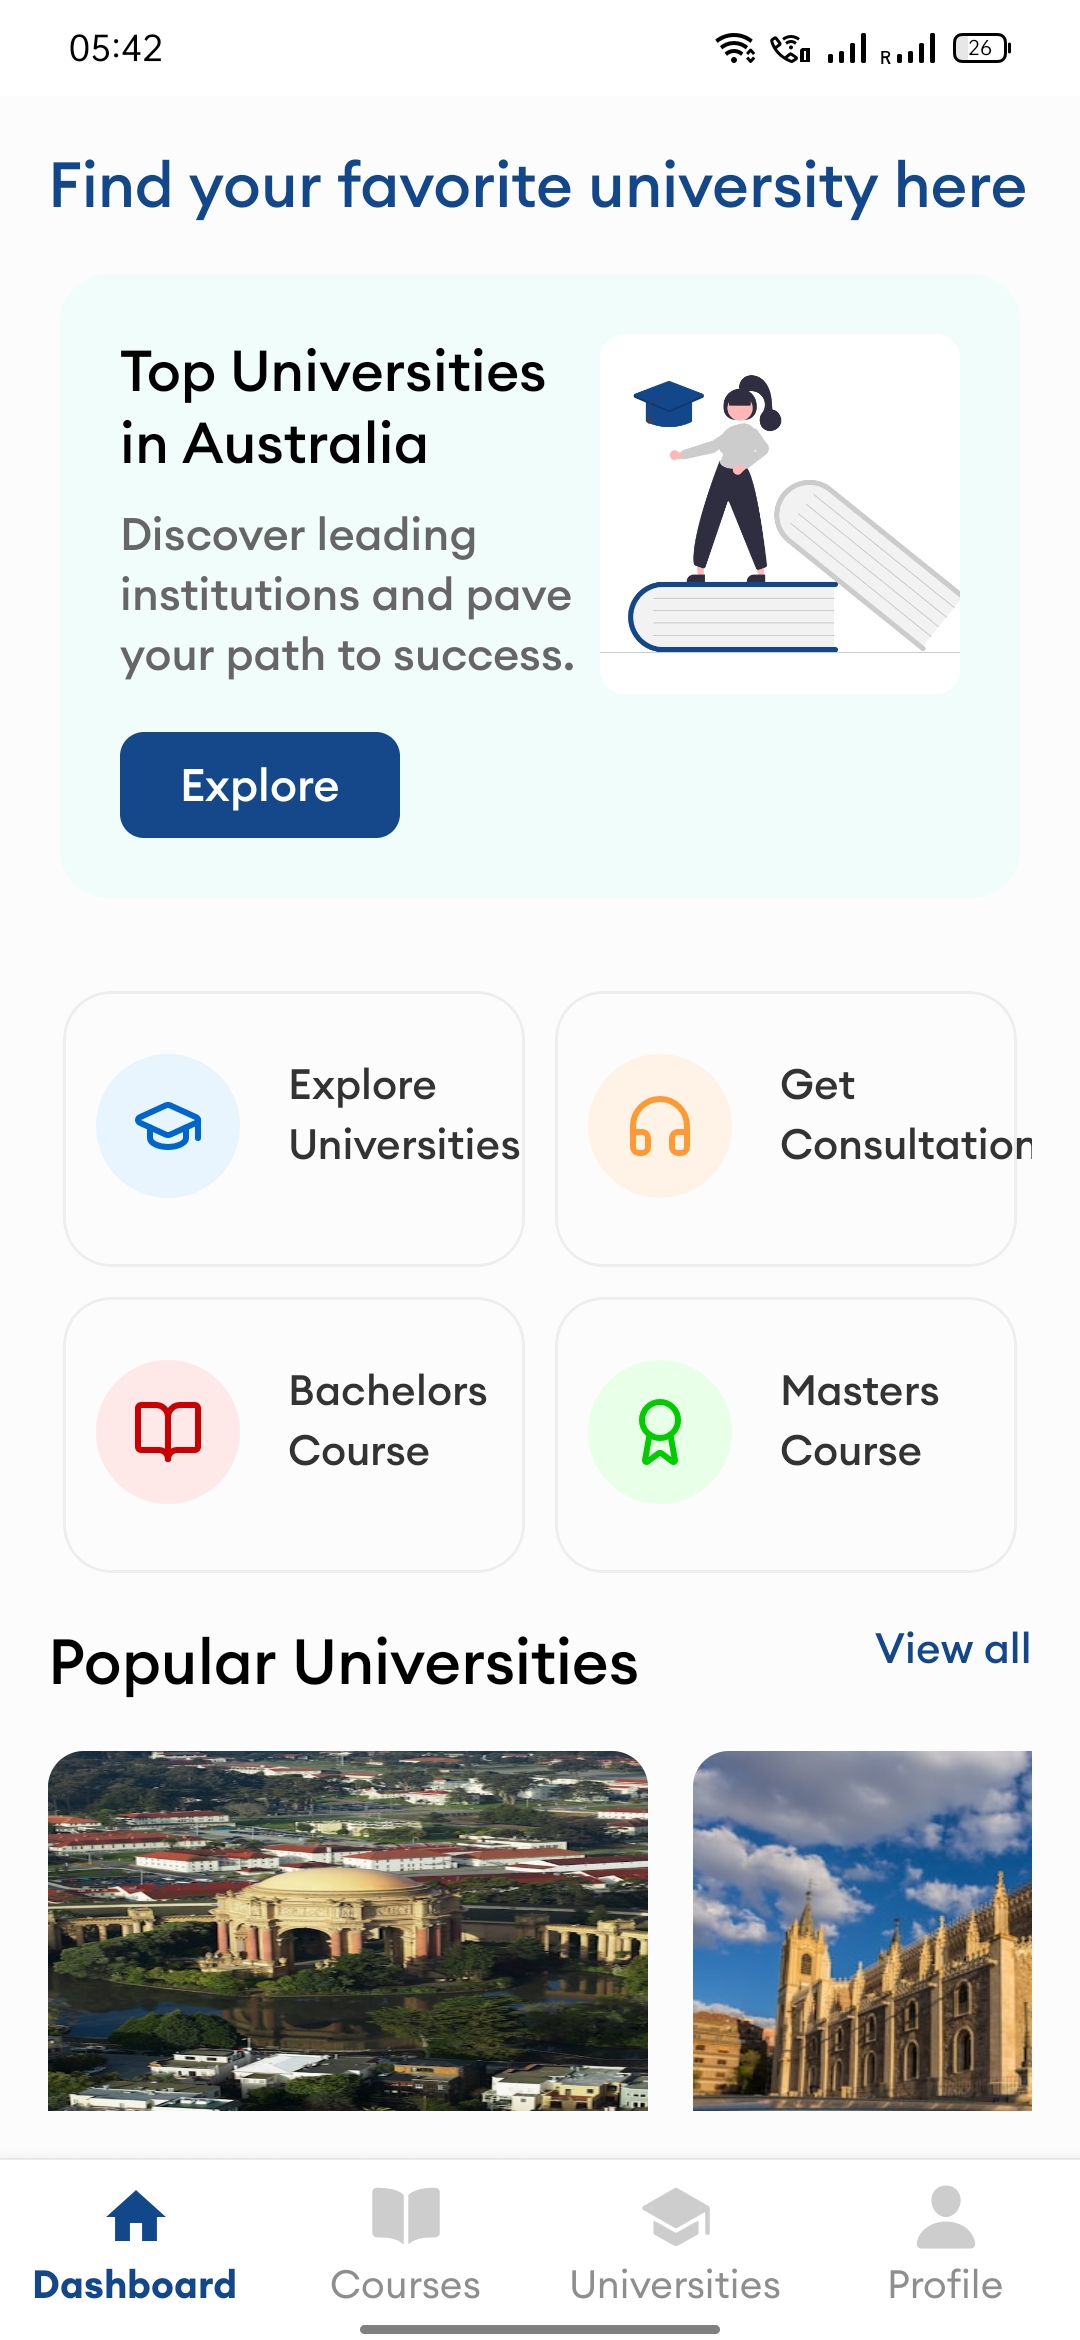 05:42
R
26
Find your favorite university here
Top Universities
in Australia
Discover leading
institutions and pave
your path to success.
Explore
Explore
Universities
Get
Consultation
Bachelors
Course
Masters
Course
Popular Universities
View all
Dashboard
Courses
Universities
Profile